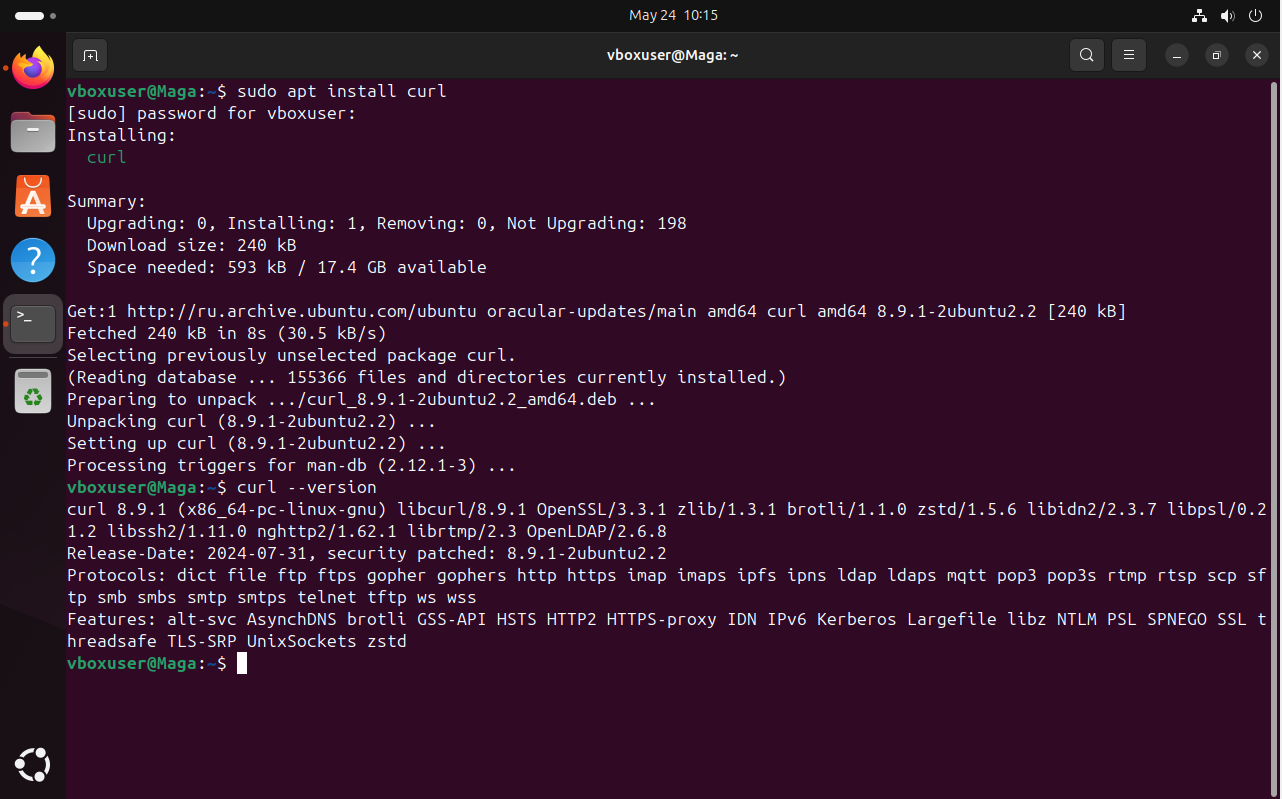 May 24 10:15
vboxuser@Maga: ~
vboxuser@Maga:~$ sudo apt install curl
[sudo] password for vboxuser:
Installing:
  curl

Summary:
  Upgrading: 0, Installing: 1, Removing: 0, Not Upgrading: 198
  Download size: 240 kB
  Space needed: 593 kB / 17.4 GB available

Get:1 http://ru.archive.ubuntu.com/ubuntu oracular-updates/main amd64 curl amd64 8.9.1-2ubuntu2.2 [240 kB]
Fetched 240 kB in 8s (30.5 kB/s)
Selecting previously unselected package curl.
(Reading database ... 155366 files and directories currently installed.)
Preparing to unpack .../curl_8.9.1-2ubuntu2.2_amd64.deb ...
Unpacking curl (8.9.1-2ubuntu2.2) ...
Setting up curl (8.9.1-2ubuntu2.2) ...
Processing triggers for man-db (2.12.1-3) ...
vboxuser@Maga:~$ curl --version
curl 8.9.1 (x86_64-pc-linux-gnu) libcurl/8.9.1 OpenSSL/3.3.1 zlib/1.3.1 brotli/1.1.0 zstd/1.5.6 libidn2/2.3.7 libpsl/0.2
1.2 libssh2/1.11.0 nghttp2/1.62.1 librtmp/2.3 OpenLDAP/2.6.8
Release-Date: 2024-07-31, security patched: 8.9.1-2ubuntu2.2
Protocols: dict file ftp ftps gopher gophers http https imap imaps ipfs ipns ldap ldaps mqtt pop3 pop3s rtmp rtsp scp sf
tp smb smbs smtp smtps telnet tftp ws wss
Features: alt-svc AsynchDNS brotli GSS-API HSTS HTTP2 HTTPS-proxy IDN IPv6 Kerberos Largefile libz NTLM PSL SPNEGO SSL t
hreadsafe TLS-SRP UnixSockets zstd
vboxuser@Maga:~$